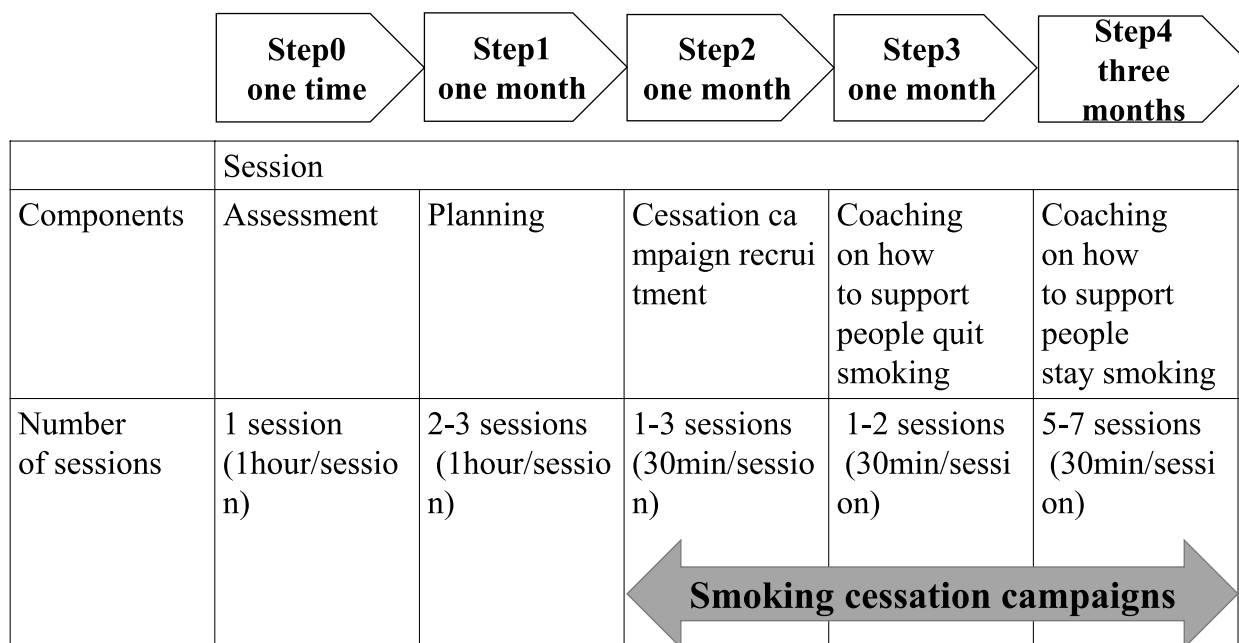 Step0
one time
Step1
one month
Step2
one month
Step3
one month
Step4
three
months
Session
Components
Assessment
Planning
Cessation ca
mpaign recrui
tment
Coaching
on how
to support
people quit
smoking
Coaching
on how
to support
people
stay smoking
Number
of sessions
1 session
(1hour/sessio
n)
2-3 sessions
(1hour/sessio
n)
1-3 sessions
(30min/sessio
n)
1-2 sessions
(30min/sessi
on)
5-7 sessions
(30min/sessi
on)
Smoking cessation campaigns